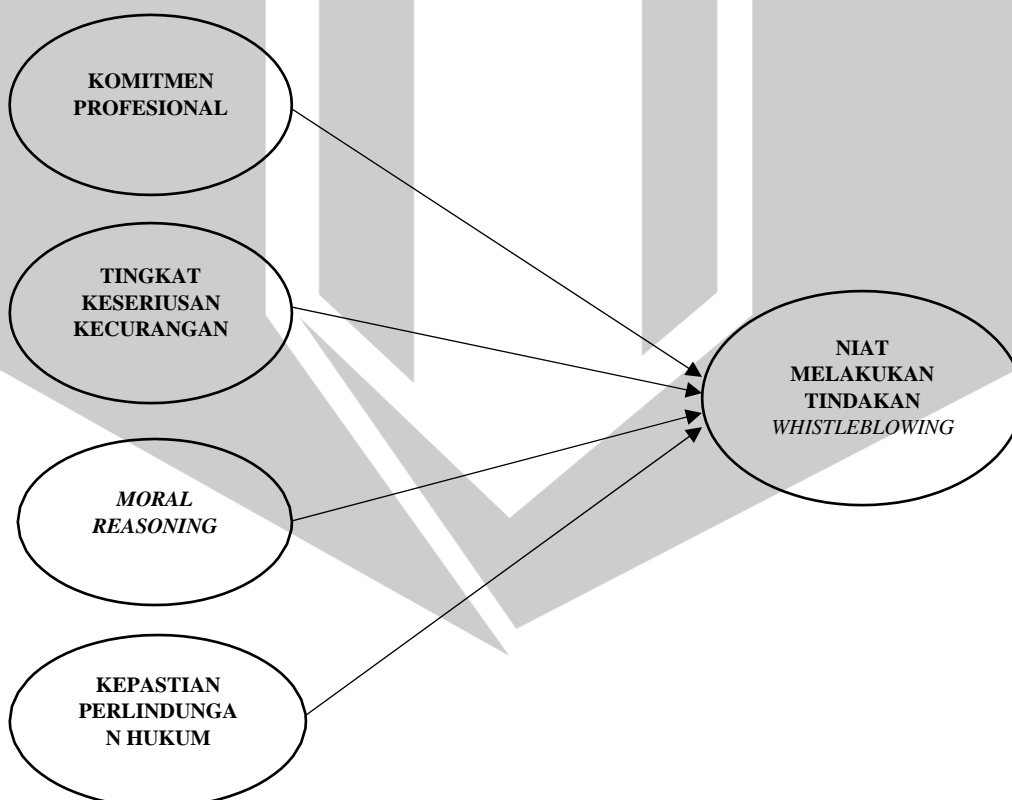 KOMITMEN
PROFESIONAL
TINGKAT
KESERIUSAN
KECURANGAN
NIAT
MELAKUKAN
TINDAKAN
WHISTLEBLOWING
MORAL
REASONING
KEPASTIAN
PERLINDUNGA
N HUKUM